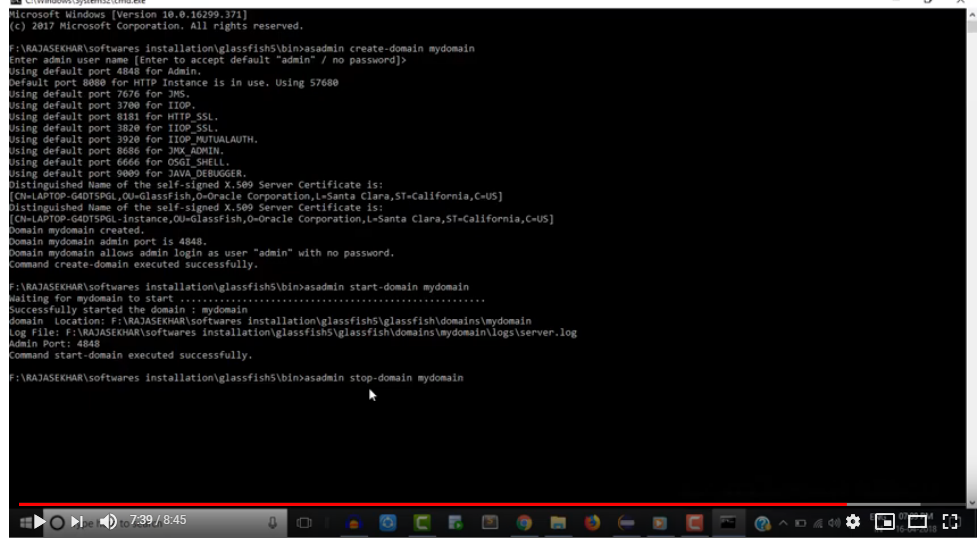 C:\Windows\System32\cmd.exe
Microsoft Windows [Version 10.0.16299.371]
(c) 2017 Microsoft Corporation. All rights reserved.
F:\RAJASEKHAR\softwares installation\glassfish5\bin>asadmin create-domain mydomain
Enter admin user name [Enter to accept default "admin" / no password]>
Using default port 4848 for Admin.
Default port 8080 for HTTP Instance is in use. Using 57680
Using default port 7676 for JMS.
Using default port 3700 for IIOP.
Using default port 8181 for HTTP_SSL.
Using default port 3820 for IIOP_SSL.
Using default port 3920 for IIOP_MUTUALAUTH.
Using default port 8686 for JMX_ADMIN.
Using default port 6666 for OSGI_SHELL.
Using default port 9009 for JAVA_DEBUGGER.
Distinguished Name of the self-signed X.509 Server Certificate is:
[CN=LAPTOP-G4DT5PGL,OU=GlassFish,O=Oracle Corporation,L=Santa Clara,ST=California,C=US]
Distinguished Name of the self-signed X.509 Server Certificate is:
[CN=LAPTOP-G4DT5PGL-instance,OU=GlassFish,O=Oracle Corporation,L=Santa Clara,ST=California,C=US]
Domain mydomain created.
Domain mydomain admin port is 4848.
Domain mydomain allows admin login as user "admin" with no password.
Command create-domain executed successfully.
F:\RAJASEKHAR\softwares installation\glassfish5\bin>asadmin start-domain mydomain
Waiting for mydomain to start ......................................................
Successfully started the domain : mydomain
domain  Location: F:\RAJASEKHAR\softwares installation\glassfish5\glassfish\domains\mydomain
Log File: F:\RAJASEKHAR\softwares installation\glassfish5\glassfish\domains\mydomain\logs\server.log
Admin Port: 4848
Command start-domain executed successfully.
F:\RAJASEKHAR\softwares installation\glassfish5\bin>asadmin stop-domain mydomain
7:39 / 8:45
16-04-2018